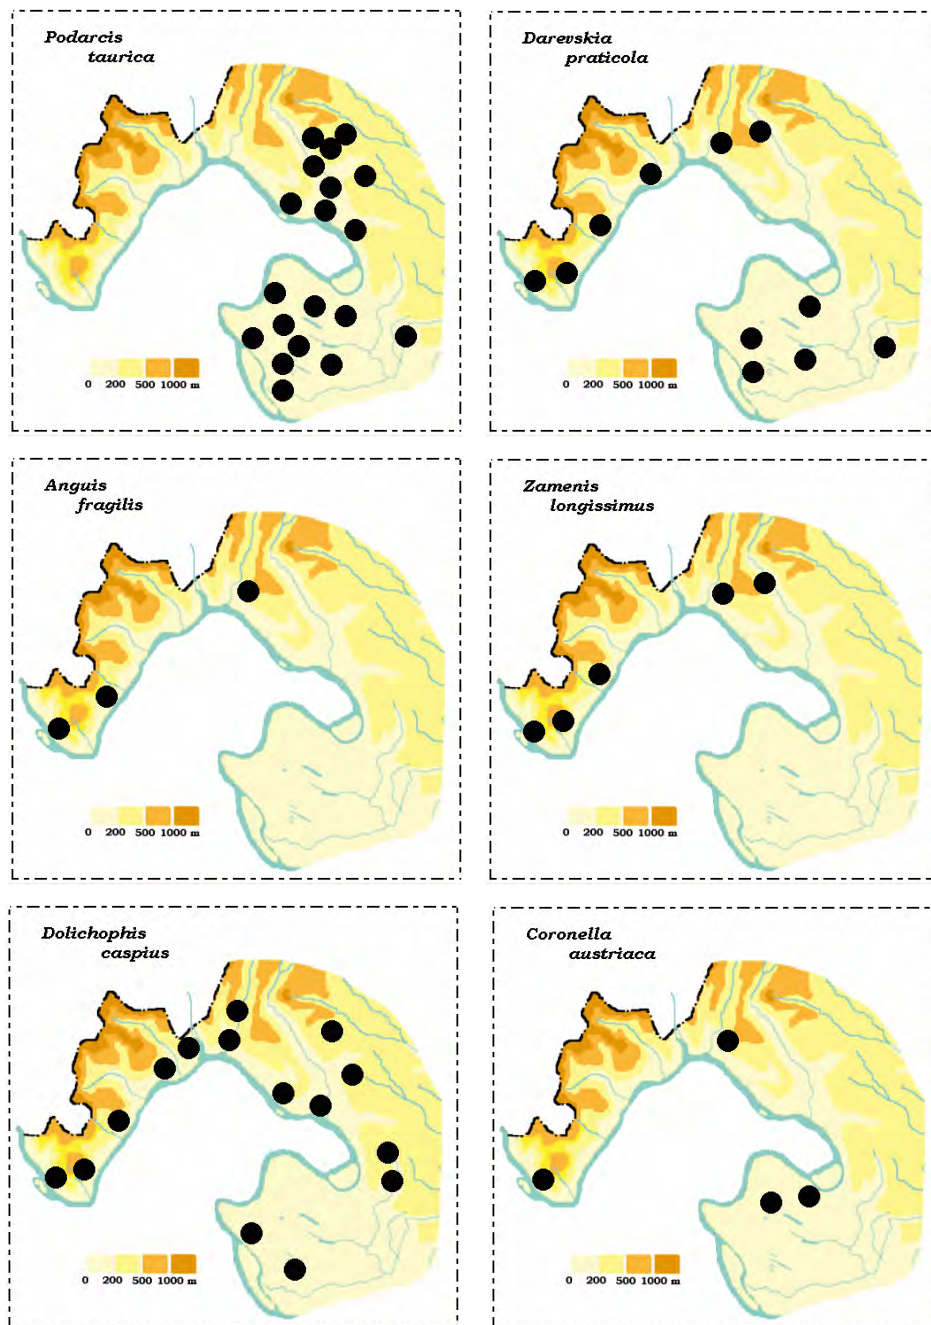 Podarcis
taurica
0 200 500 1000 m
Darevskia
praticola
0 200 500 1000 m
Anguis
fragilis
0 200 500 1000 m
Zamenis
longissimus
0 200 500 1000 m
Dolichophis
caspius
0 200 500 1000 m
Coronella
austriaca
0 200 500 1000 m